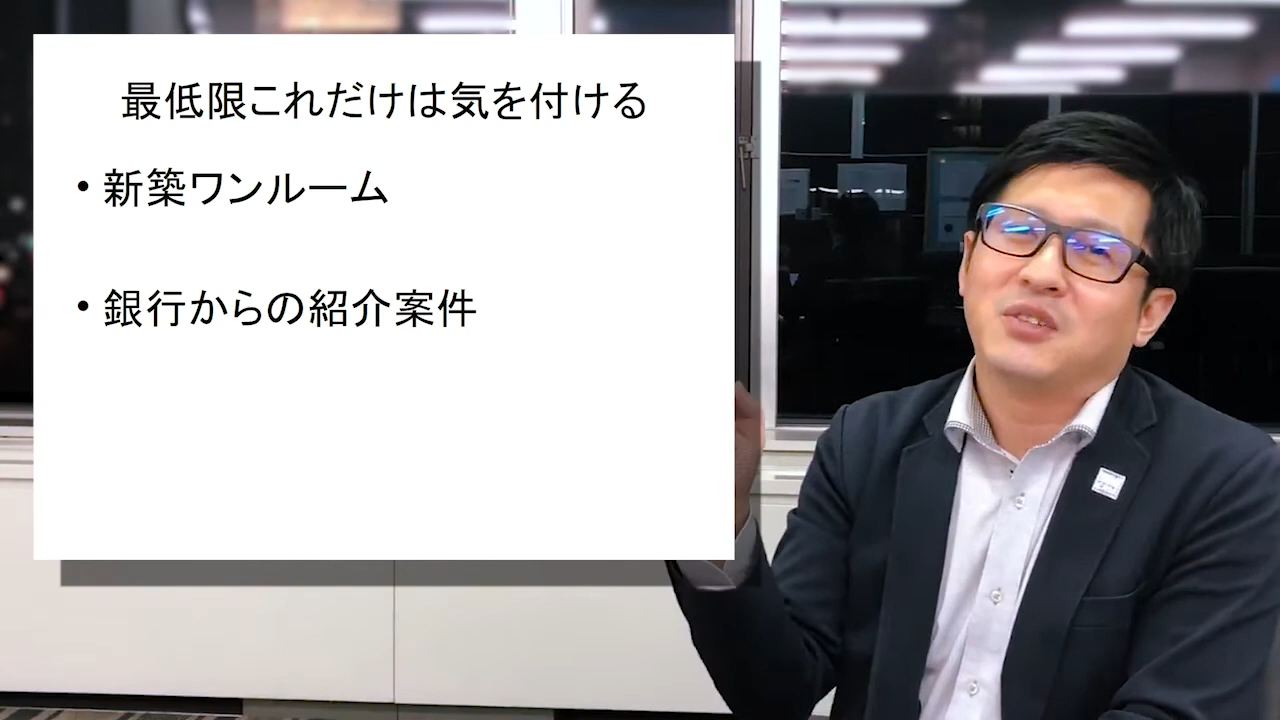 最低限これだけは気を付ける
• 新築ワンルーム
• 銀行からの紹介案件